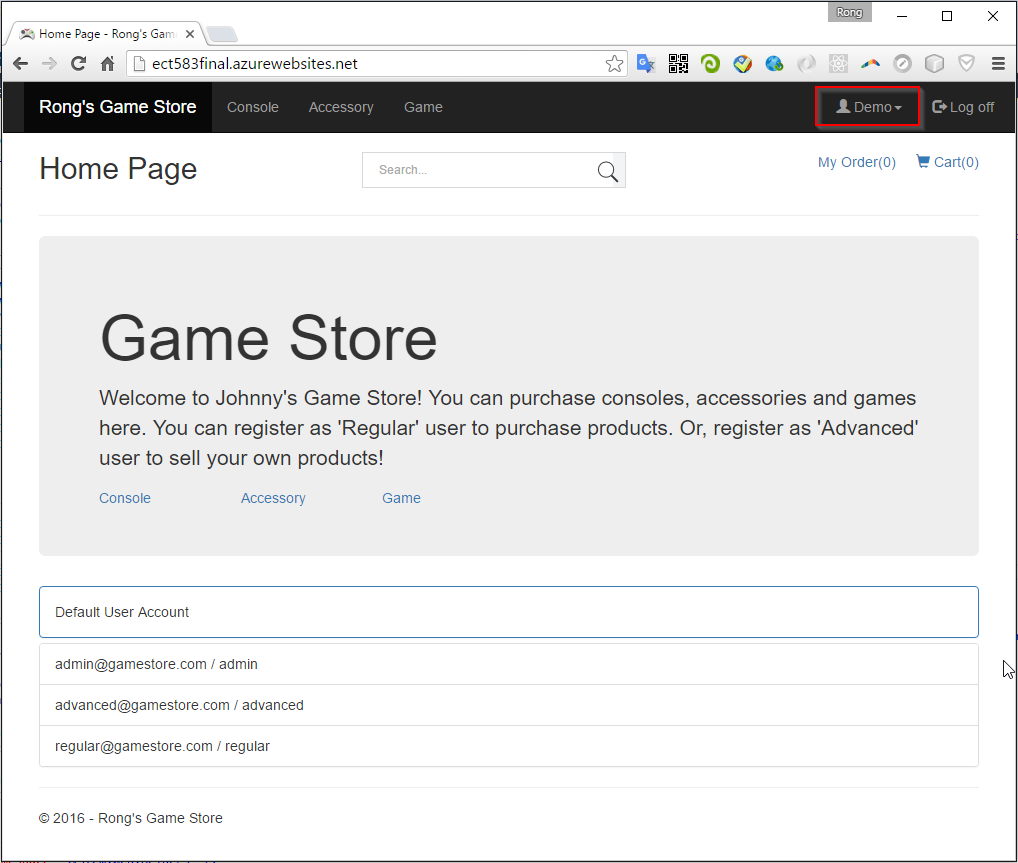 Rong
Home Page - Rong's Gam
ect583final.azurewebsites.net
Rong's Game Store Console Accessory Game Demo Log off
Home Page Search... My Order(0) Cart(0)
Game Store
Welcome to Johnny's Game Store! You can purchase consoles, accessories and games
here. You can register as 'Regular' user to purchase products. Or, register as 'Advanced'
user to sell your own products!
Console Accessory Game
Default User Account
admin@gamestore.com / admin
advanced@gamestore.com / advanced
regular@gamestore.com / regular
© 2016 - Rong's Game Store